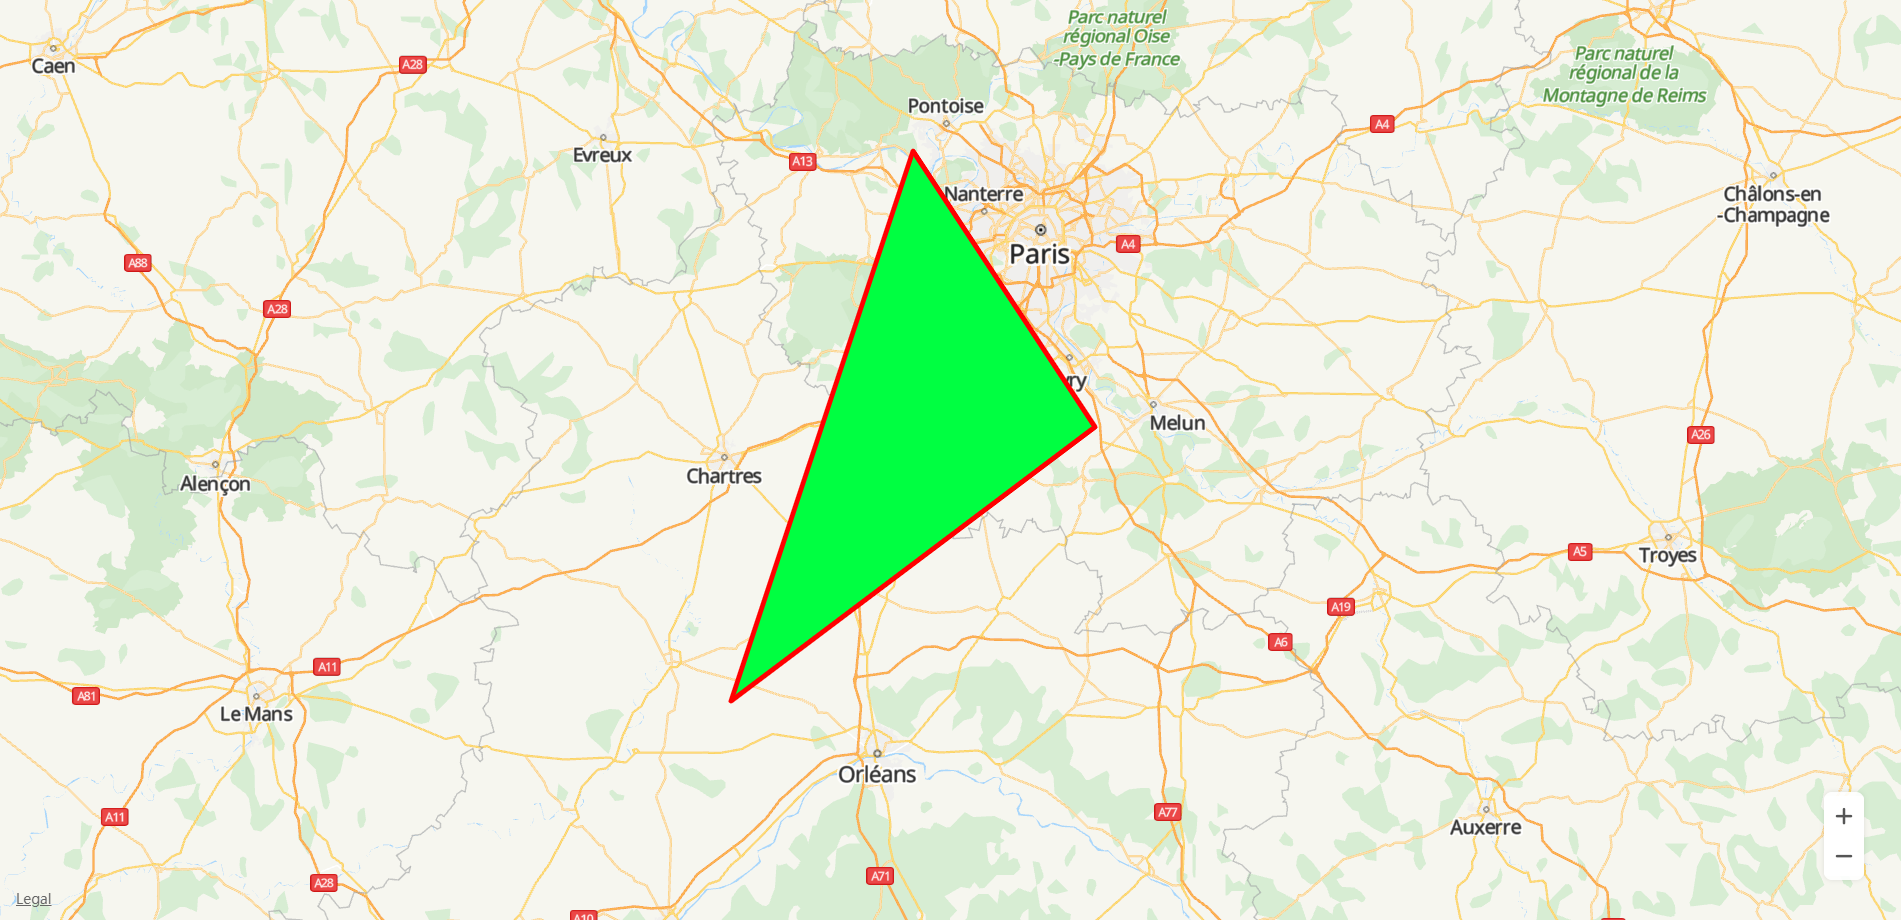 Parc naturel
régional Oise
-Pays de France
Caen
A28
Parc naturel
régional de la
Montagne de Reims
Pontoise
A4
Evreux
A13
Nanterre
Châlons-en
-Champagne
Paris
A4
A88
A28
ry
Melun
A26
Chartres
Alençon
A5
Troyes
A19
A6
A11
A81
Le Mans
Orléans
A11
A77
Auxerre
A71
A28
Legal
A10